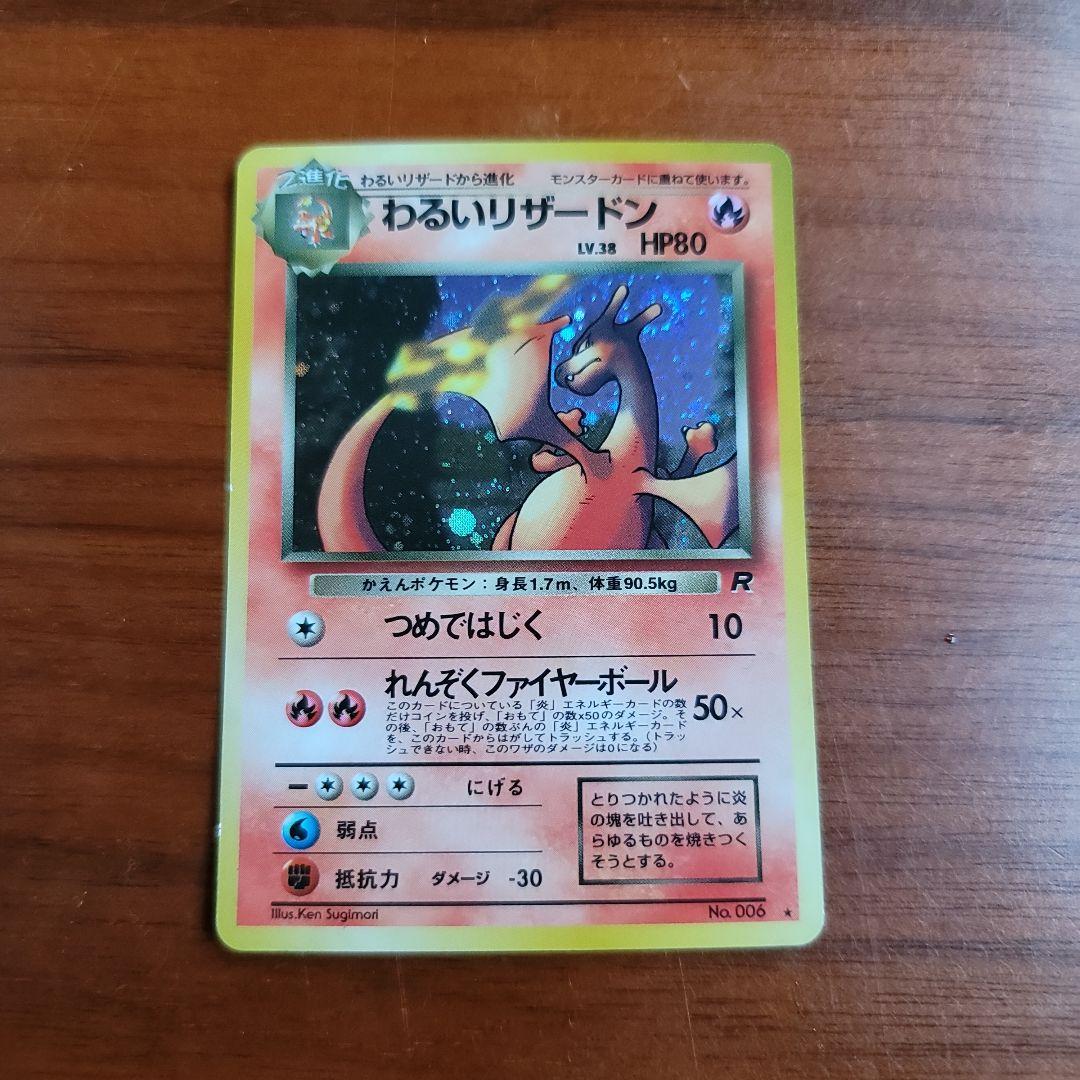 2進化 わるいリザードから進化 モンスターカードに重ねて使います。
わるいリザードン
LV.38 HP80
かえんポケモン：身長1.7m、体重90.5kg R
つめではじく 10
れんぞくファイヤーボール
このカードについている「炎」エネルギーカードの数
だけコインを投げ、「おもて」の数x50のダメージ。そ
の後、「おもて」の数ぶんの「炎」エネルギーカード
を、このカードからはがしてトラッシュする。（トラッ
シュできない時、このワザのダメージは0になる）
50×
にげる
弱点
抵抗力 ダメージ -30
とりつかれたように炎
の塊を吐き出して、あ
らゆるものを焼きつく
そうとする。
Illus.Ken Sugimori No. 006 ★